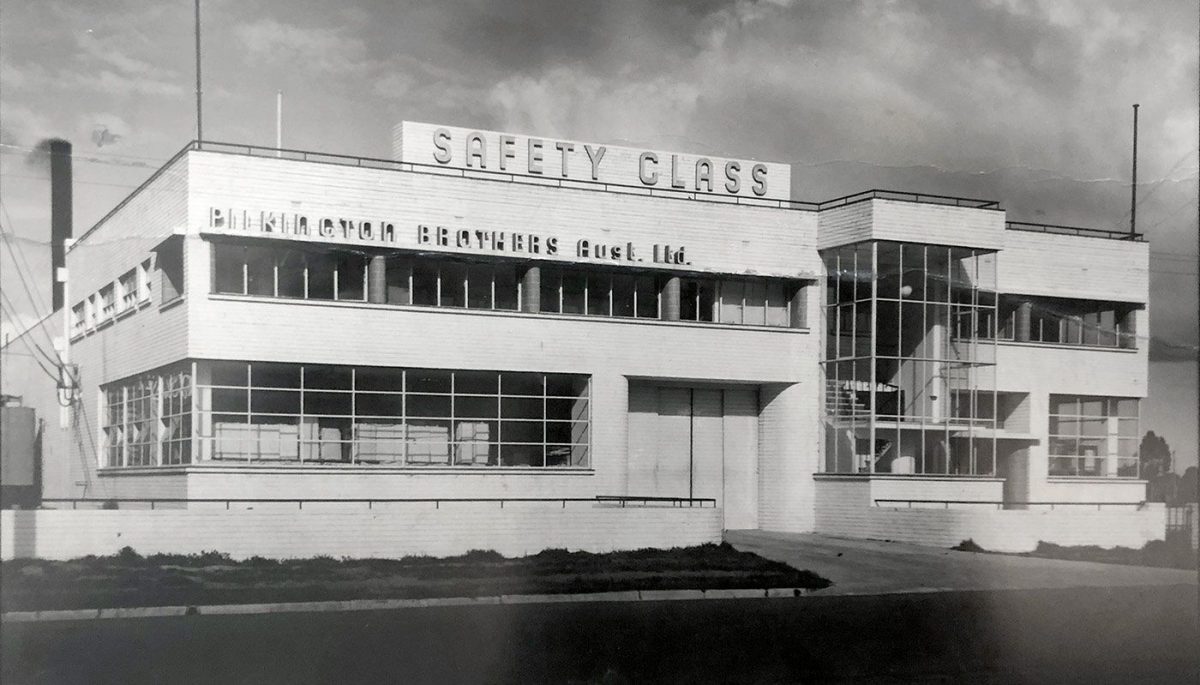 SAFETY GLASS
PILKINGTON BROTHERS Aust. Ltd.